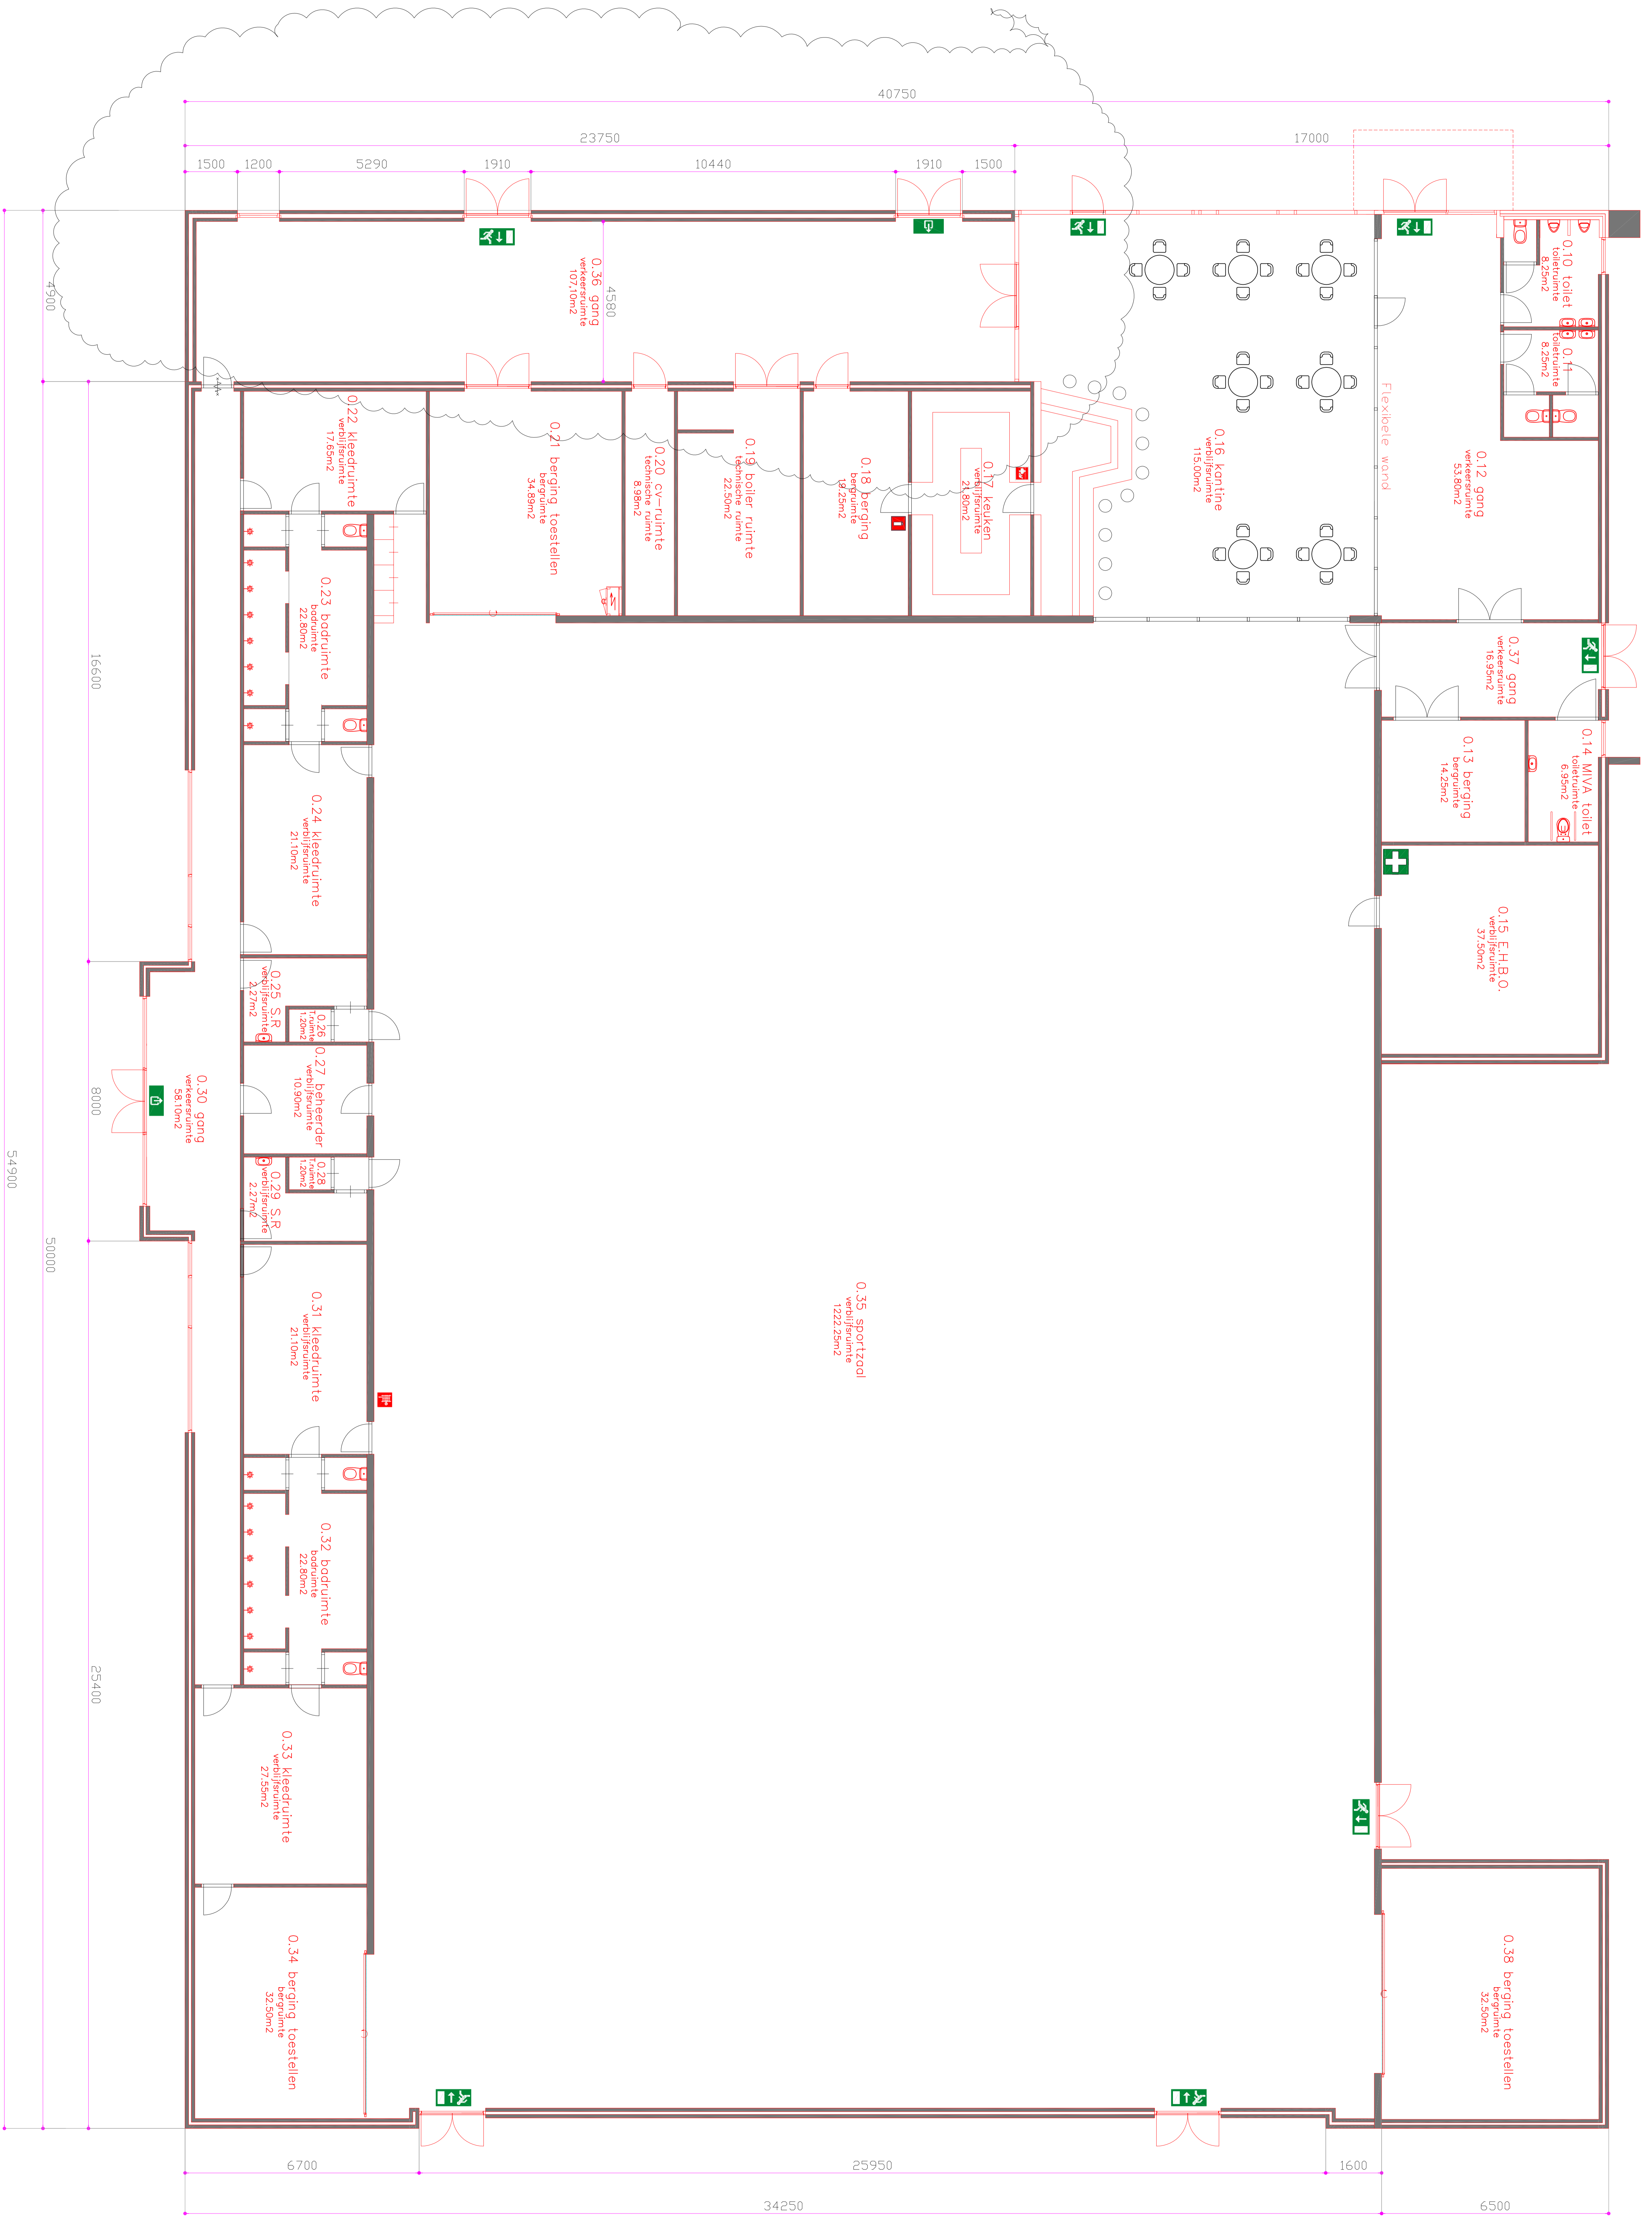 40750
23750
17000
1500
1200
5290
1910
10440
1910
1500
4900
16600
8000
25400
50000
54900
6700
25950
1600
34250
6500
4580
0.10 toilet
toiletruimte
8.25m2
0.11
toiletruimte
8.25m2
Flexibele wand
0.12 gang
verkeersruimte
53.80m2
0.36 gang
verkeersruimte
107,10m2
0.16 kantine
verblijfsruimte
115.00m2
0.17 keuken
verblijfsruimte
21,80m2
0.18 berging
bergruimte
19.25m2
0.19 boiler ruimte
technische ruimte
22.50m2
0.20 cv-ruimte
technische ruimte
8.98m2
0.21 berging toestellen
bergruimte
34.89m2
0.22 kleedruimte
verblijfsruimte
17.65m2
0.23 badruimte
badruimte
22.80m2
0.37 gang
verkeersruimte
16.95m2
0.14 MIVA toilet
toiletruimte
6.95m2
0.13 berging
bergruimte
14.25m2
0.24 kleedruimte
verblijfsruimte
21.10m2
0.15 E.H.B.O.
verblijfsruimte
37.50m2
0.25 S.R
verblijfsruimte
2.27m2
0.26
T.ruimte
1.20m2
0.27 beheerder
verblijfsruimte
10.90m2
0.30 gang
verkeersruimte
58.10m2
0.28
T.ruimte
1.20m2
0.29 S.R
verblijfsruimte
2.27m2
0.31 kleedruimte
verblijfsruimte
21.10m2
0.35 sportzaal
verblijfsruimte
1222.25m2
0.32 badruimte
badruimte
22.80m2
0.33 kleedruimte
verblijfsruimte
27.55m2
0.34 berging toestellen
bergruimte
32.50m2
0.38 berging toestellen
bergruimte
32.50m2